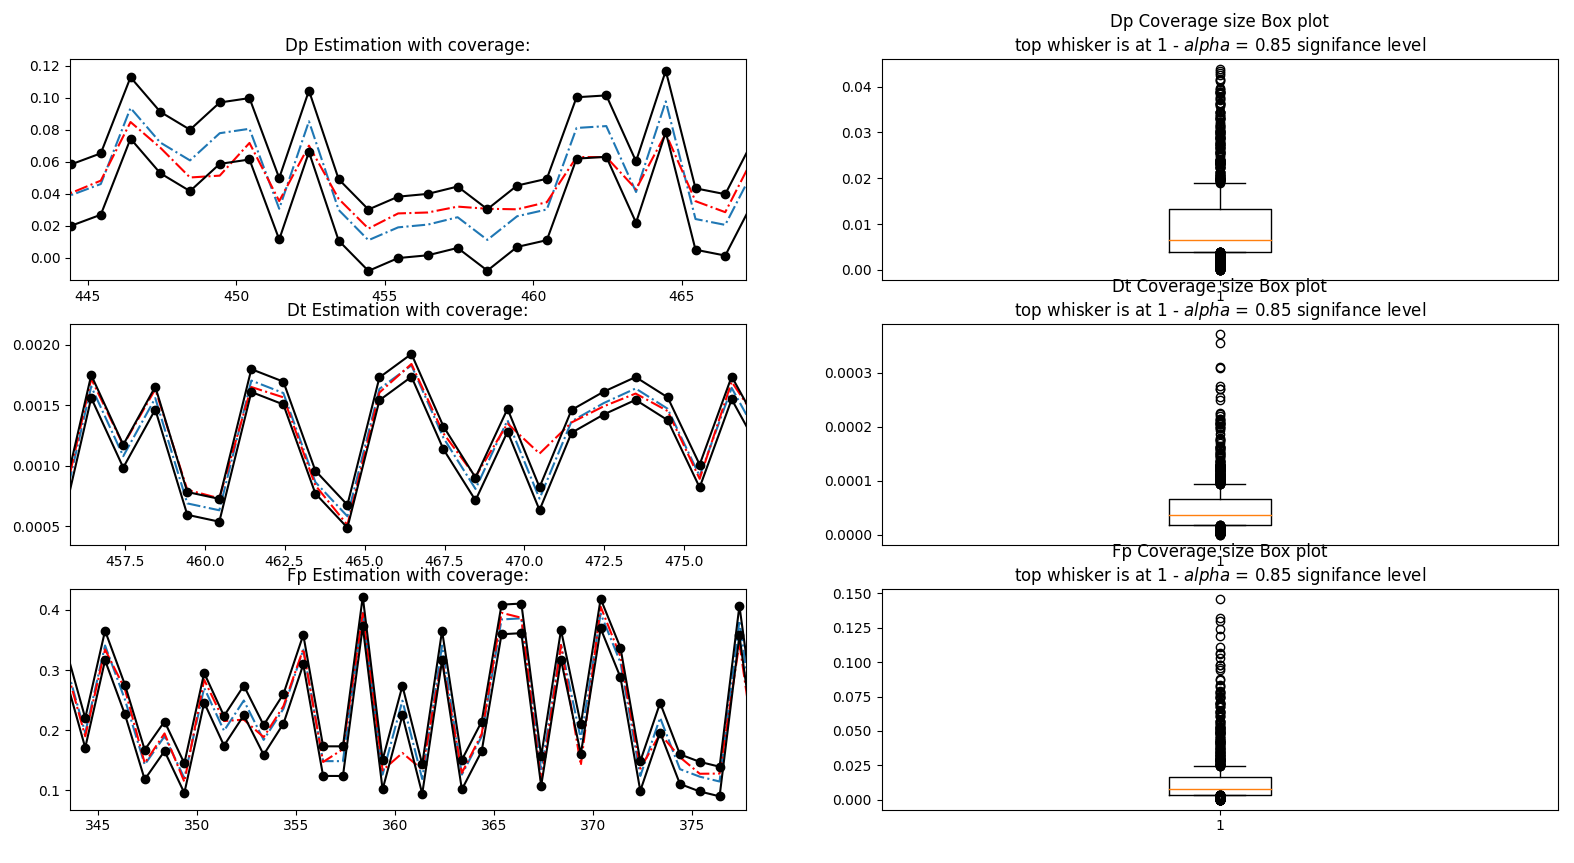 Dp Estimation with coverage:
0.12
0.10
0.08
0.06
0.04
0.02
0.00
445 450 455 460 465
Dp Coverage size Box plot
top whisker is at 1 - alpha = 0.85 signifance level
0.04
0.03
0.02
0.01
0.00
1
Dt Estimation with coverage:
0.0020
0.0015
0.0010
0.0005
457.5 460.0 462.5 465.0 467.5 470.0 472.5 475.0
Dt Coverage size Box plot
top whisker is at 1 - alpha = 0.85 signifance level
0.0003
0.0002
0.0001
0.0000
1
Fp Estimation with coverage:
0.4
0.3
0.2
0.1
345 350 355 360 365 370 375
Fp Coverage size Box plot
top whisker is at 1 - alpha = 0.85 signifance level
0.150
0.125
0.100
0.075
0.050
0.025
0.000
1